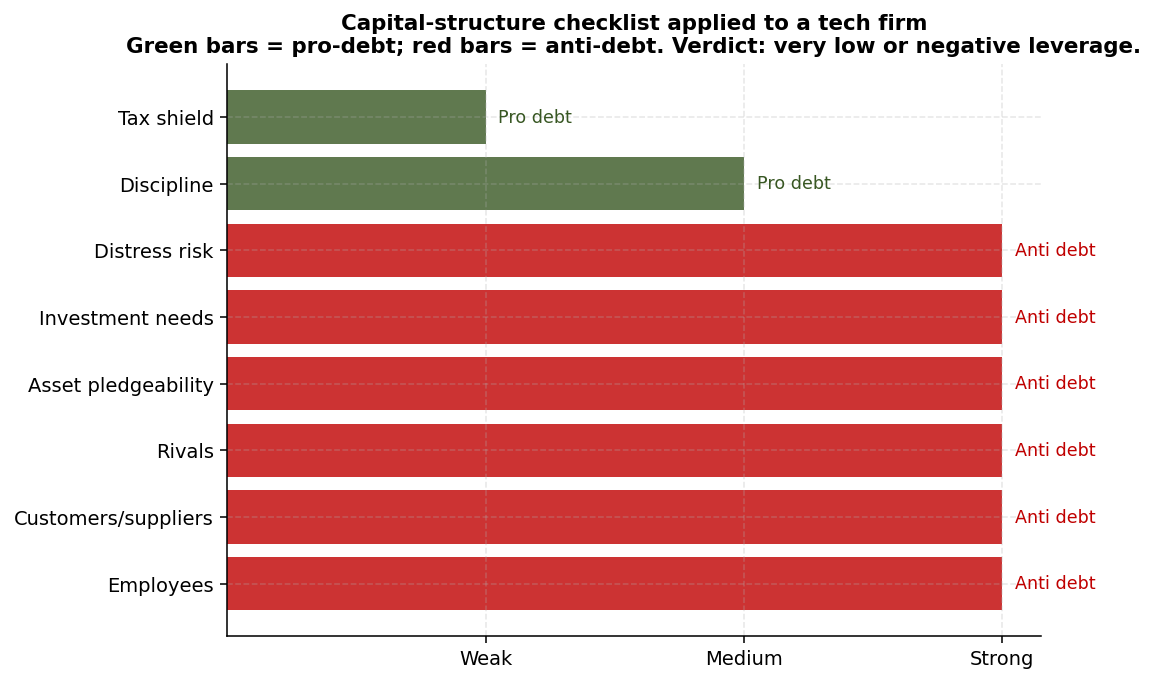 Capital-structure checklist applied to a tech firm
Green bars = pro-debt; red bars = anti-debt. Verdict: very low or negative leverage.
Tax shield
Pro debt
Discipline
Pro debt
Distress risk
Anti debt
Investment needs
Anti debt
Asset pledgeability
Anti debt
Rivals
Anti debt
Customers/suppliers
Anti debt
Employees
Anti debt
Weak
Medium
Strong